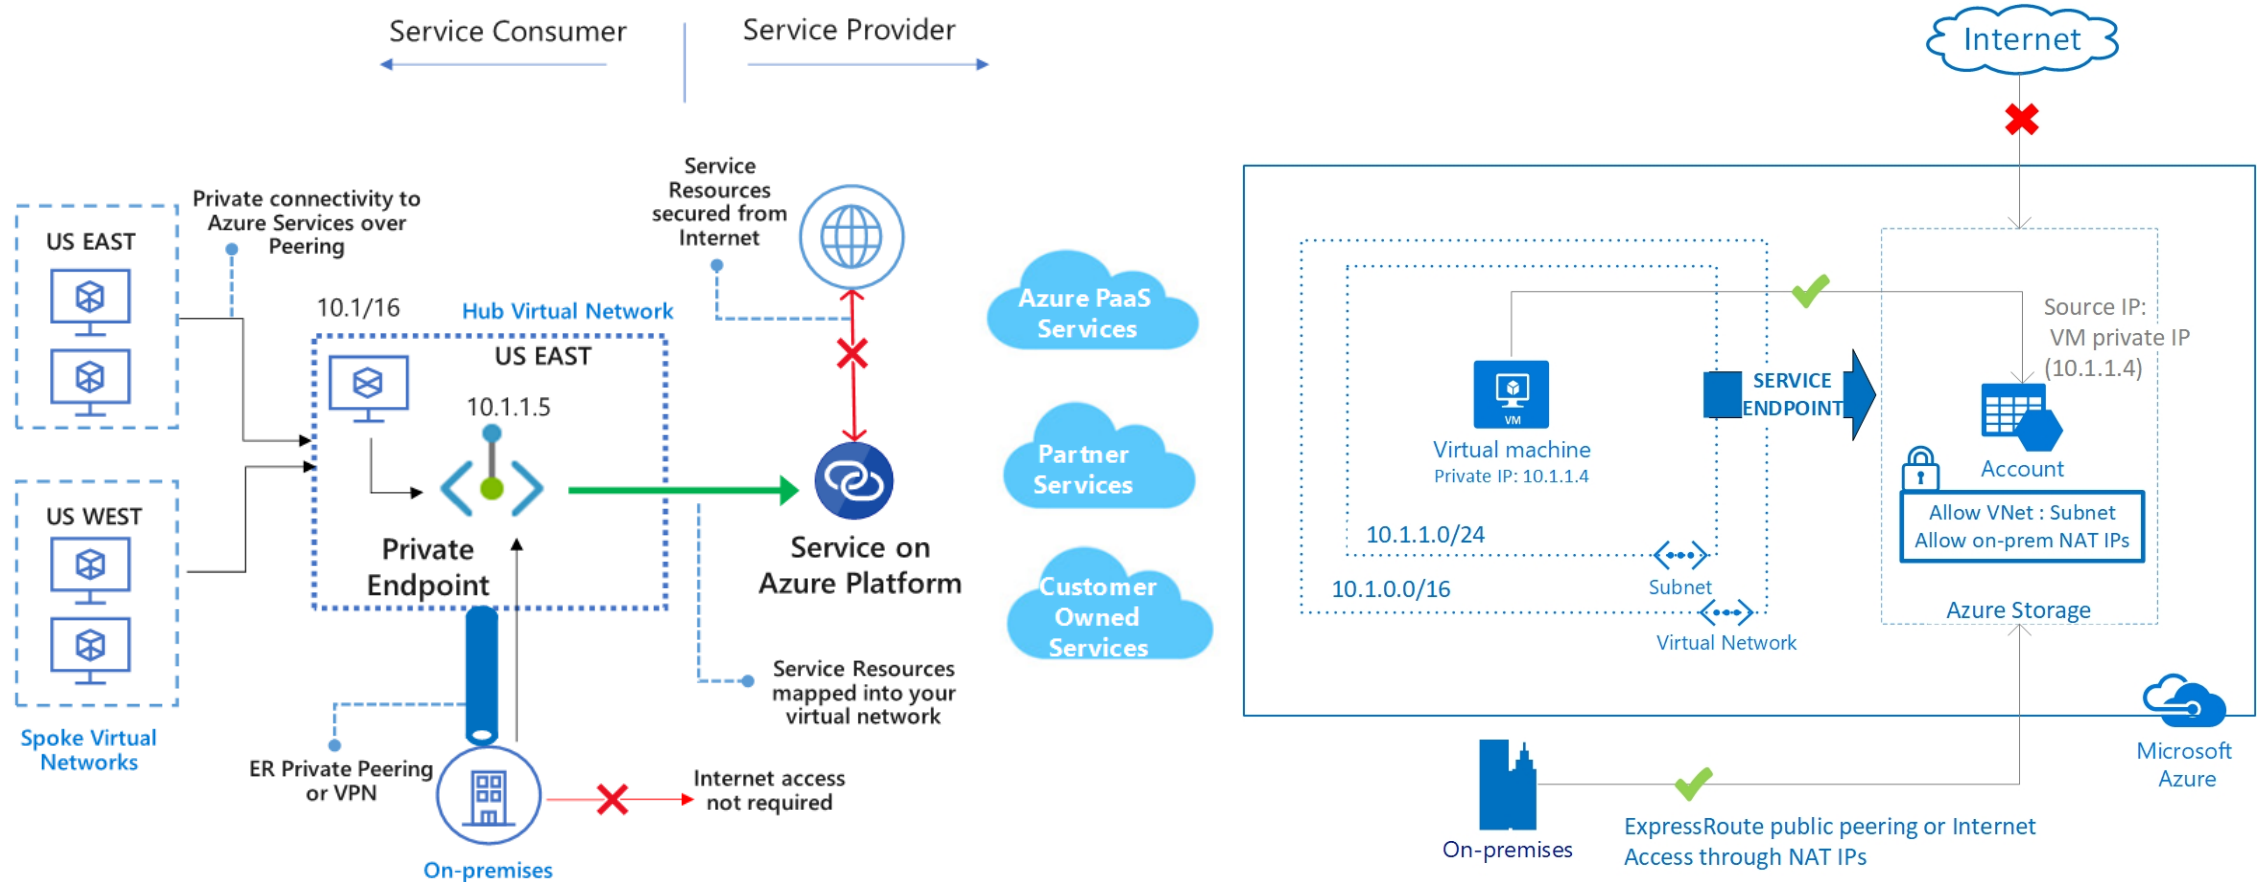 Service Consumer
Service Provider
Service
Resources
secured from
Internet
Private connectivity to
Azure Services over
Peering
US EAST
10.1/16
Hub Virtual Network
US EAST
10.1.1.5
Private
Endpoint
US WEST
Spoke Virtual
Networks
Service on
Azure Platform
Service Resources
mapped into your
virtual network
ER Private Peering
or VPN
Internet access
not required
On-premises
Azure PaaS
Services
Partner
Services
Customer
Owned
Services
Internet
Source IP:
VM private IP
(10.1.1.4)
SERVICE
ENDPOINT
VM
Virtual machine
Private IP: 10.1.1.4
Account
Allow VNet : Subnet
Allow on-prem NAT IPs
10.1.1.0/24
Subnet
10.1.0.0/16
Virtual Network
Azure Storage
Microsoft
Azure
On-premises
ExpressRoute public peering or Internet
Access through NAT IPs